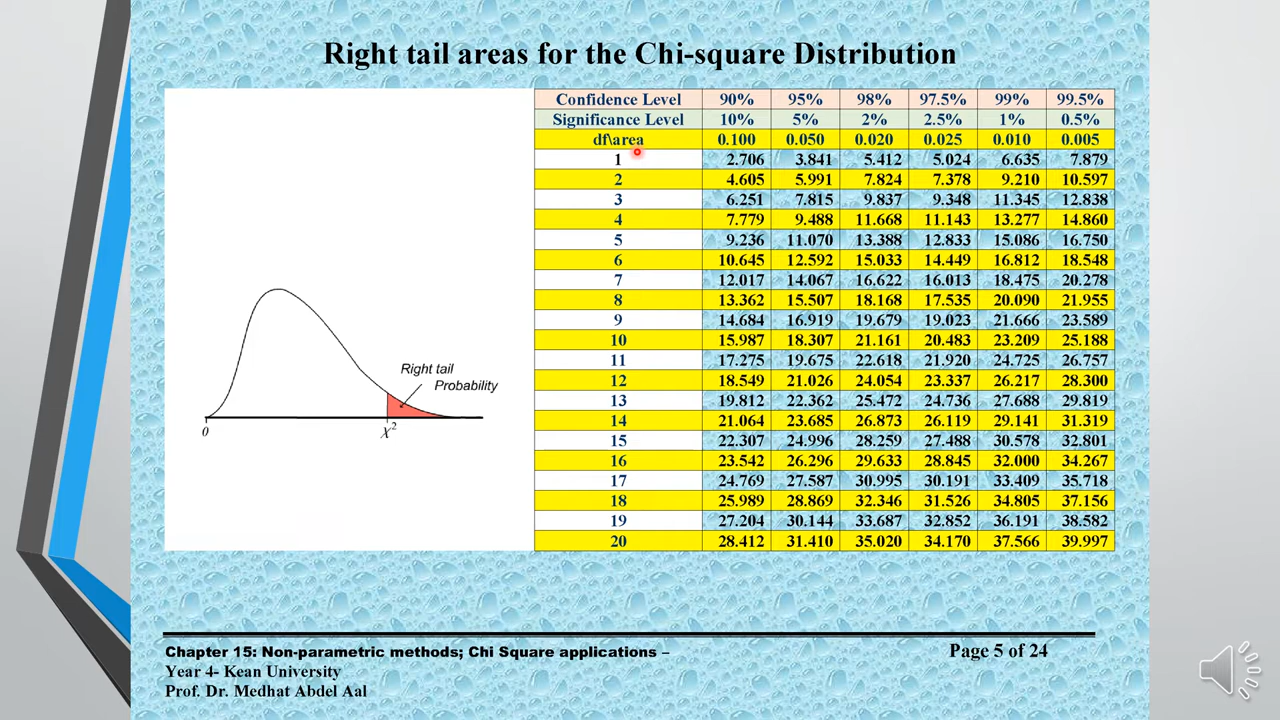 Right tail areas for the Chi-square Distribution
Confidence Level 90% 95% 98% 97.5% 99% 99.5%
Significance Level 10% 5% 2% 2.5% 1% 0.5%
df\area 0.100 0.050 0.020 0.025 0.010 0.005
1 2.706 3.841 5.412 5.024 6.635 7.879
2 4.605 5.991 7.824 7.378 9.210 10.597
3 6.251 7.815 9.837 9.348 11.345 12.838
4 7.779 9.488 11.668 11.143 13.277 14.860
5 9.236 11.070 13.388 12.833 15.086 16.750
6 10.645 12.592 15.033 14.449 16.812 18.548
7 12.017 14.067 16.622 16.013 18.475 20.278
8 13.362 15.507 18.168 17.535 20.090 21.955
9 14.684 16.919 19.679 19.023 21.666 23.589
10 15.987 18.307 21.161 20.483 23.209 25.188
11 17.275 19.675 22.618 21.920 24.725 26.757
12 18.549 21.026 24.054 23.337 26.217 28.300
13 19.812 22.362 25.472 24.736 27.688 29.819
14 21.064 23.685 26.873 26.119 29.141 31.319
15 22.307 24.996 28.259 27.488 30.578 32.801
16 23.542 26.296 29.633 28.845 32.000 34.267
17 24.769 27.587 30.995 30.191 33.409 35.718
18 25.989 28.869 32.346 31.526 34.805 37.156
19 27.204 30.144 33.687 32.852 36.191 38.582
20 28.412 31.410 35.020 34.170 37.566 39.997
Right tail
Probability
0 X²
Chapter 15: Non-parametric methods; Chi Square applications – Page 5 of 24
Year 4- Kean University
Prof. Dr. Medhat Abdel Aal